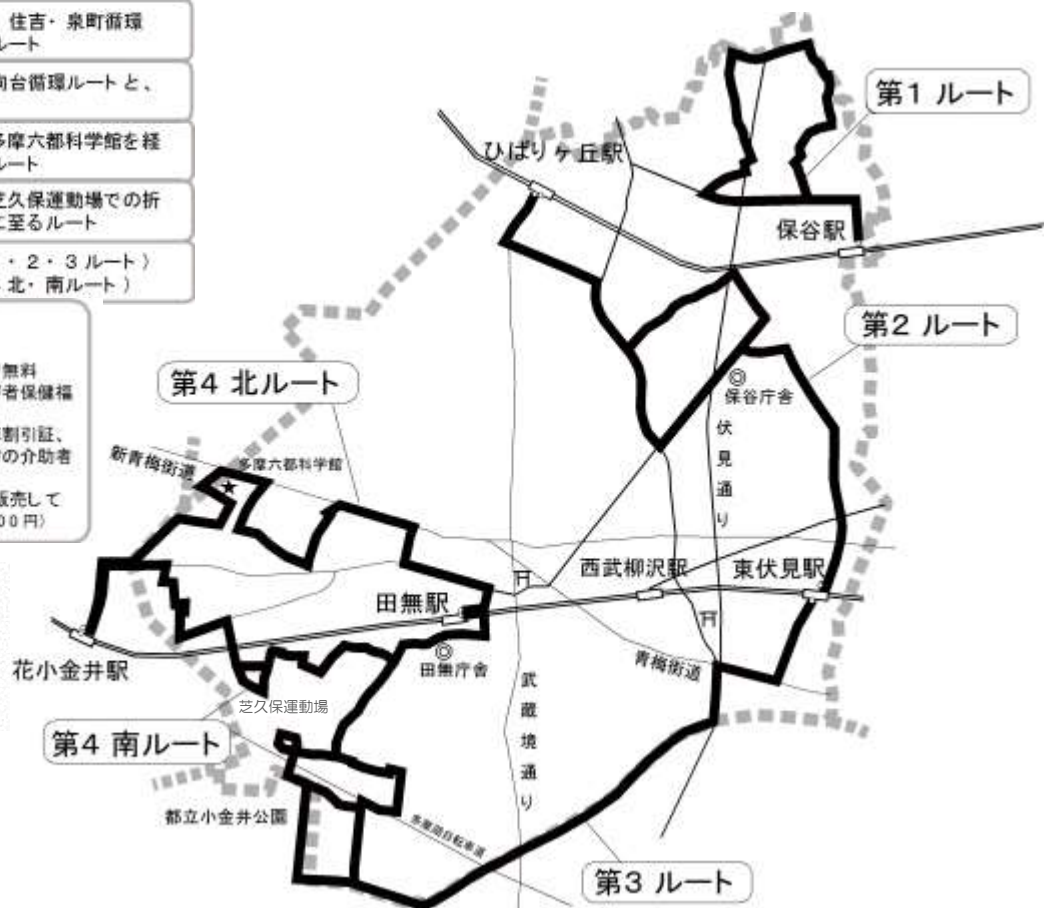 住吉・泉町循環
ルート
向台循環ルートと、
多摩六都科学館を経
ルート
芝久保運動場での折
に至るルート
・2・3ルート）
北・南ルート）
無料
者保健福
割引証、
の介助者
販売して
00円）
第1 ルート
ひばりヶ丘駅
保谷駅
第2 ルート
第4 北ルート
保谷庁舎
伏見通り
新青梅街道
多摩六都科学館
西武柳沢駅
東伏見駅
田無駅
花小金井駅
田無庁舎
青梅街道
芝久保運動場
武蔵境通り
第4 南ルート
都立小金井公園
多摩湖自転車道
第3 ルート